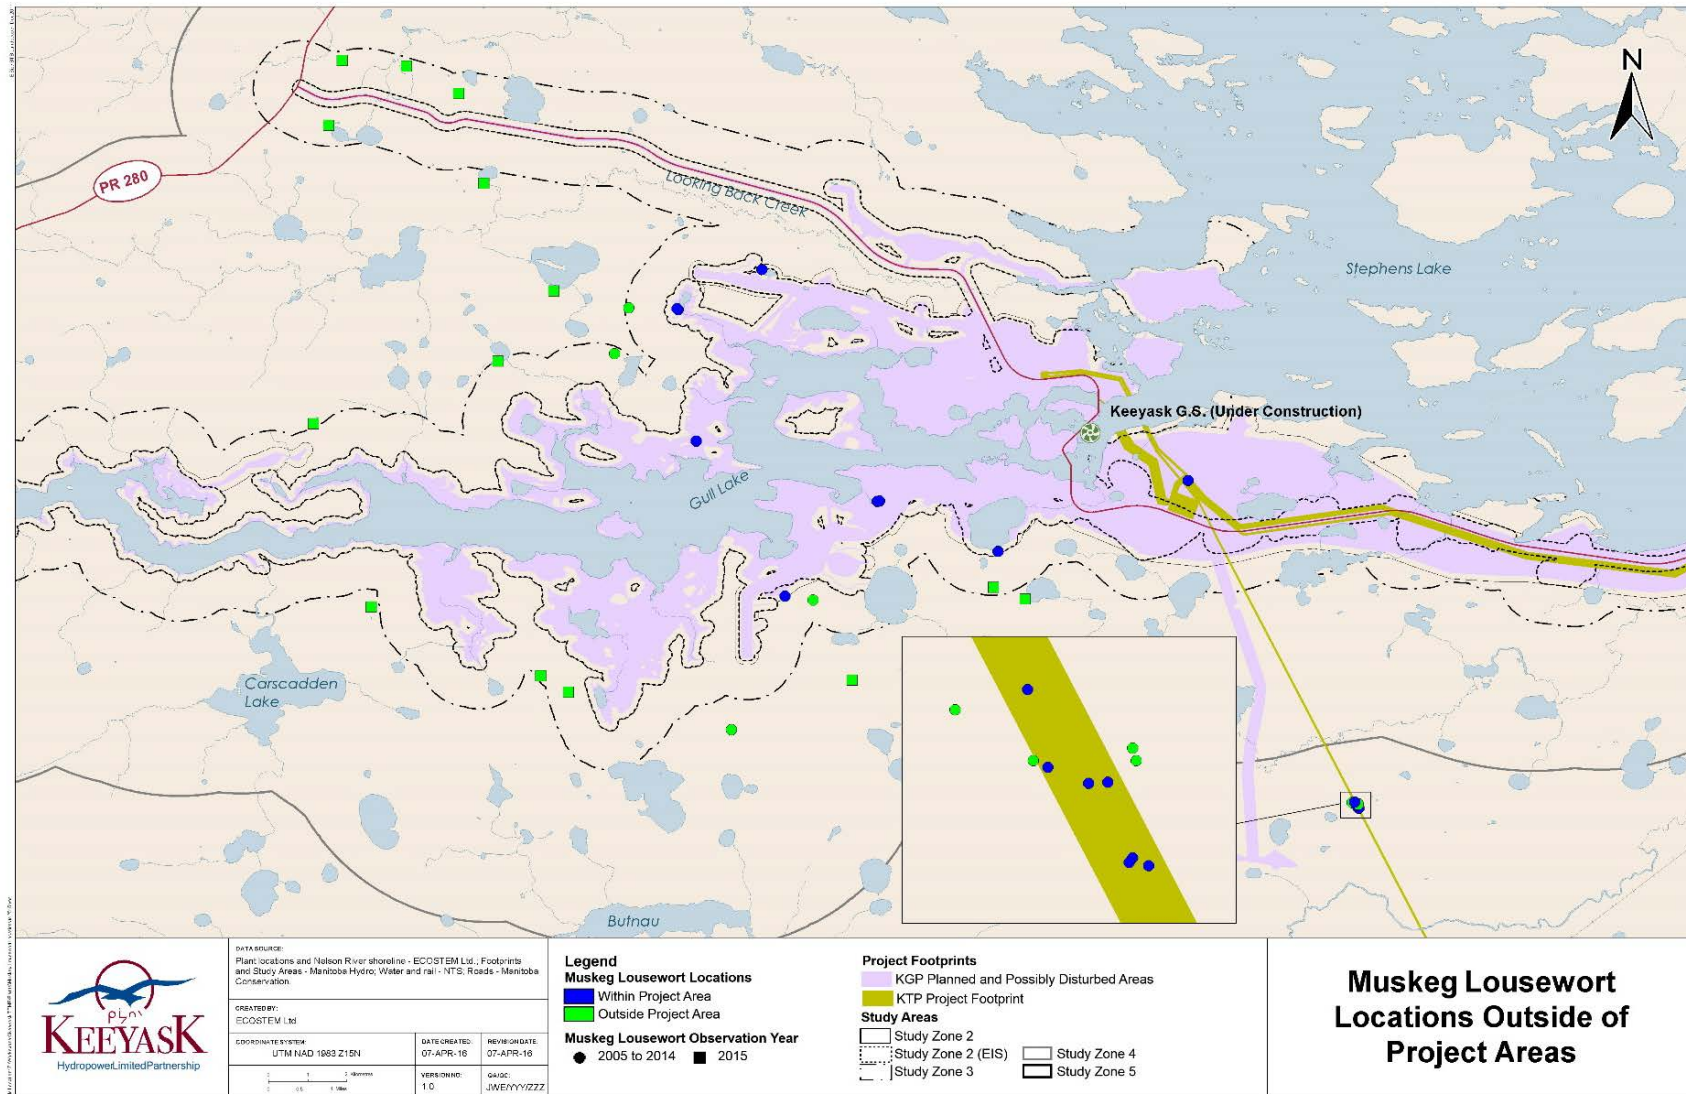 N
PR 280
Looking Back Creek
Stephens Lake
Keeyask G.S. (Under Construction)
Gull Lake
Carscadden
Lake
Butnau
KEEYASK
HydropowerLimitedPartnership
DATA SOURCE:
Plant locations and Nelson River shoreline - ECOSTEM Ltd.; Footprints
and Study Areas - Manitoba Hydro; Water and rail - NTS; Roads - Manitoba
Conservation.
CREATED BY:
ECOSTEM Ltd
COORDINATE SYSTEM:
UTM NAD 1983 Z15N
DATE CREATED:
07-APR-16
REVISION DATE:
07-APR-16
VERSION NO:
1.0
QA/QC:
JWE/YYY/ZZZ
Legend
Muskeg Lousewort Locations
Within Project Area
Outside Project Area
Muskeg Lousewort Observation Year
2005 to 2014
2015
Project Footprints
KGP Planned and Possibly Disturbed Areas
KTP Project Footprint
Study Areas
Study Zone 2
Study Zone 2 (EIS)
Study Zone 3
Study Zone 4
Study Zone 5
Muskeg Lousewort
Locations Outside of
Project Areas